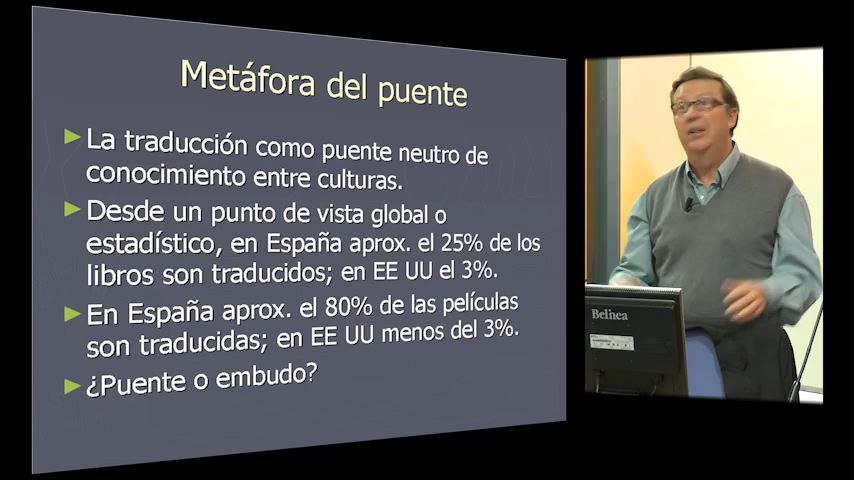 Metáfora del puente
La traducción como puente neutro de
conocimiento entre culturas.
Desde un punto de vista global o
estadístico, en España aprox. el 25% de los
libros son traducidos; en EE UU el 3%.
En España aprox. el 80% de las películas
son traducidas; en EE UU menos del 3%.
¿Puente o embudo?
Belinea